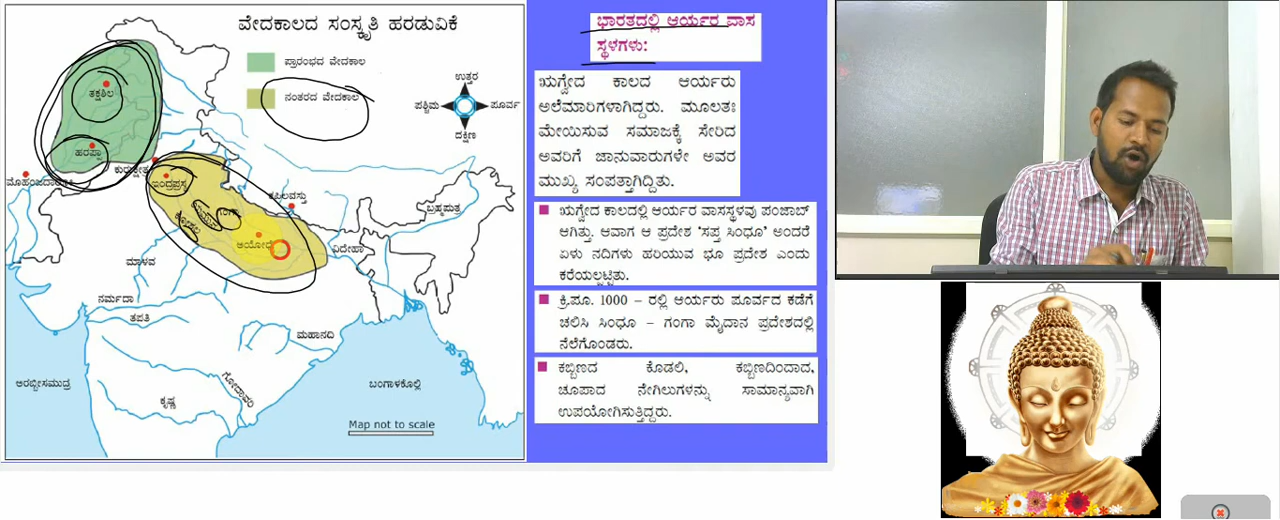 ವೇದಕಾಲದ ಸಂಸ್ಕೃತಿ ಹರಡುವಿಕೆ
ಪ್ರಾರಂಭದ ವೇದಕಾಲ
ನಂತರದ ವೇದಕಾಲ
ಉತ್ತರ
ಪಶ್ಚಿಮ
ಪೂರ್ವ
ದಕ್ಷಿಣ
ತಕ್ಷಶಿಲ
ಹರಪ್ಪಾ
ಕುರುಕ್ಷೇತ್ರ
ಇಂದ್ರಪ್ರಸ್ಥ
ಕಪಿಲವಸ್ತು
ಬ್ರಹ್ಮಪುತ್ರ
ಅಯೋಧ್ಯೆ
ವಿದೇಹಾ
ಮಾಳವ
ನರ್ಮದಾ
ತಪತಿ
ಮಹಾನದಿ
ಗೋದಾವರಿ
ಕೃಷ್ಣ
ಅರಬ್ಬೀಸಮುದ್ರ
ಬಂಗಾಳಕೊಲ್ಲಿ
Map not to scale
ಭಾರತದಲ್ಲಿ ಆರ್ಯರ ವಾಸ
ಸ್ಥಳಗಳು:
ಋಗ್ವೇದ ಕಾಲದ ಆರ್ಯರು
ಅಲೆಮಾರಿಗಳಾಗಿದ್ದರು. ಮೂಲತಃ
ಮೇಯಿಸುವ ಸಮಾಜಕ್ಕೆ ಸೇರಿದ
ಅವರಿಗೆ ಜಾನುವಾರುಗಳೇ ಅವರ
ಮುಖ್ಯ ಸಂಪತ್ತಾಗಿದ್ದಿತು.
ಋಗ್ವೇದ ಕಾಲದಲ್ಲಿ ಆರ್ಯರ ವಾಸಸ್ಥಳವು ಪಂಜಾಬ್
ಆಗಿತ್ತು. ಆವಾಗ ಆ ಪ್ರದೇಶ 'ಸಪ್ತ ಸಿಂಧೂ' ಅಂದರೆ
ಏಳು ನದಿಗಳು ಹರಿಯುವ ಭೂ ಪ್ರದೇಶ ಎಂದು
ಕರೆಯಲ್ಪಟ್ಟಿತು.
ಕ್ರಿ.ಪೂ. 1000 – ರಲ್ಲಿ ಆರ್ಯರು ಪೂರ್ವದ ಕಡೆಗೆ
ಚಲಿಸಿ ಸಿಂಧೂ – ಗಂಗಾ ಮೈದಾನ ಪ್ರದೇಶದಲ್ಲಿ
ನೆಲೆಗೊಂಡರು.
ಕಬ್ಬಿಣದ ಕೊಡಲಿ, ಕಬ್ಬಿಣದಿಂದಾದ,
ಚೂಪಾದ ನೇಗಿಲುಗಳನ್ನು ಸಾಮಾನ್ಯವಾಗಿ
ಉಪಯೋಗಿಸುತ್ತಿದ್ದರು.